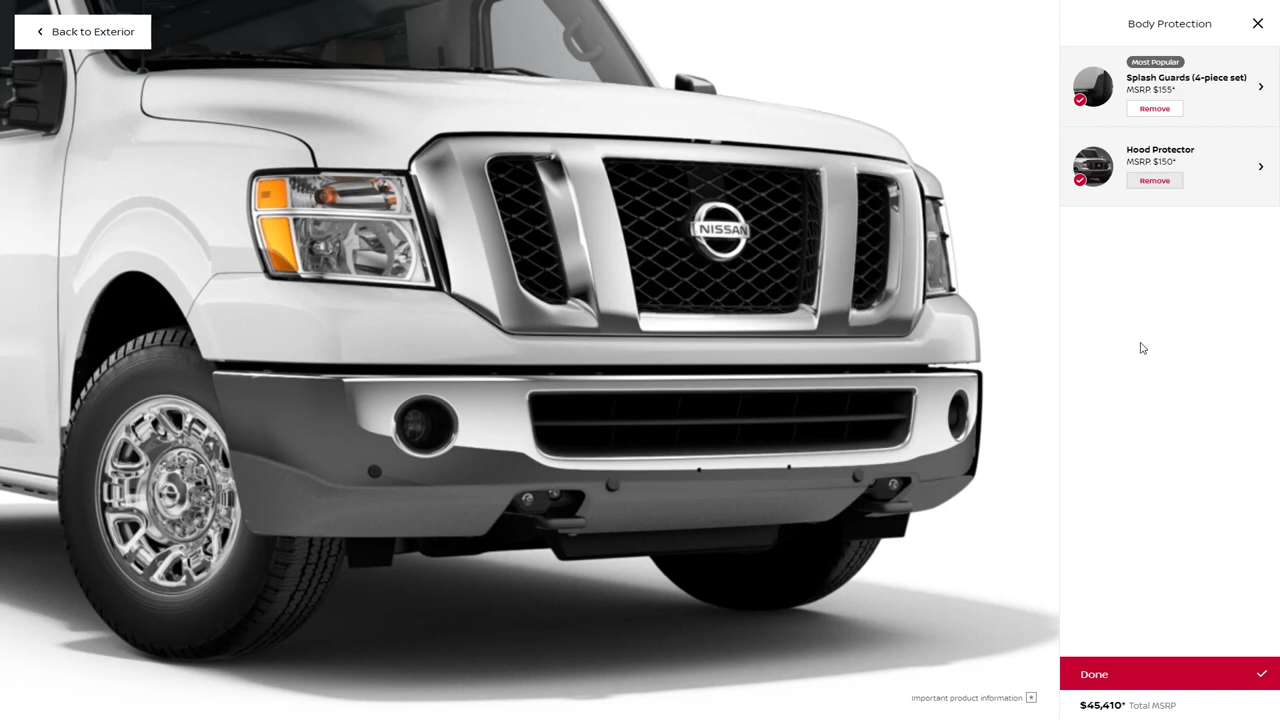 Back to Exterior
NISSAN
Important product information *
Body Protection
Most Popular
Splash Guards (4-piece set)
MSRP. $155*
Remove
Hood Protector
MSRP. $150*
Remove
Done
$45,410* Total MSRP